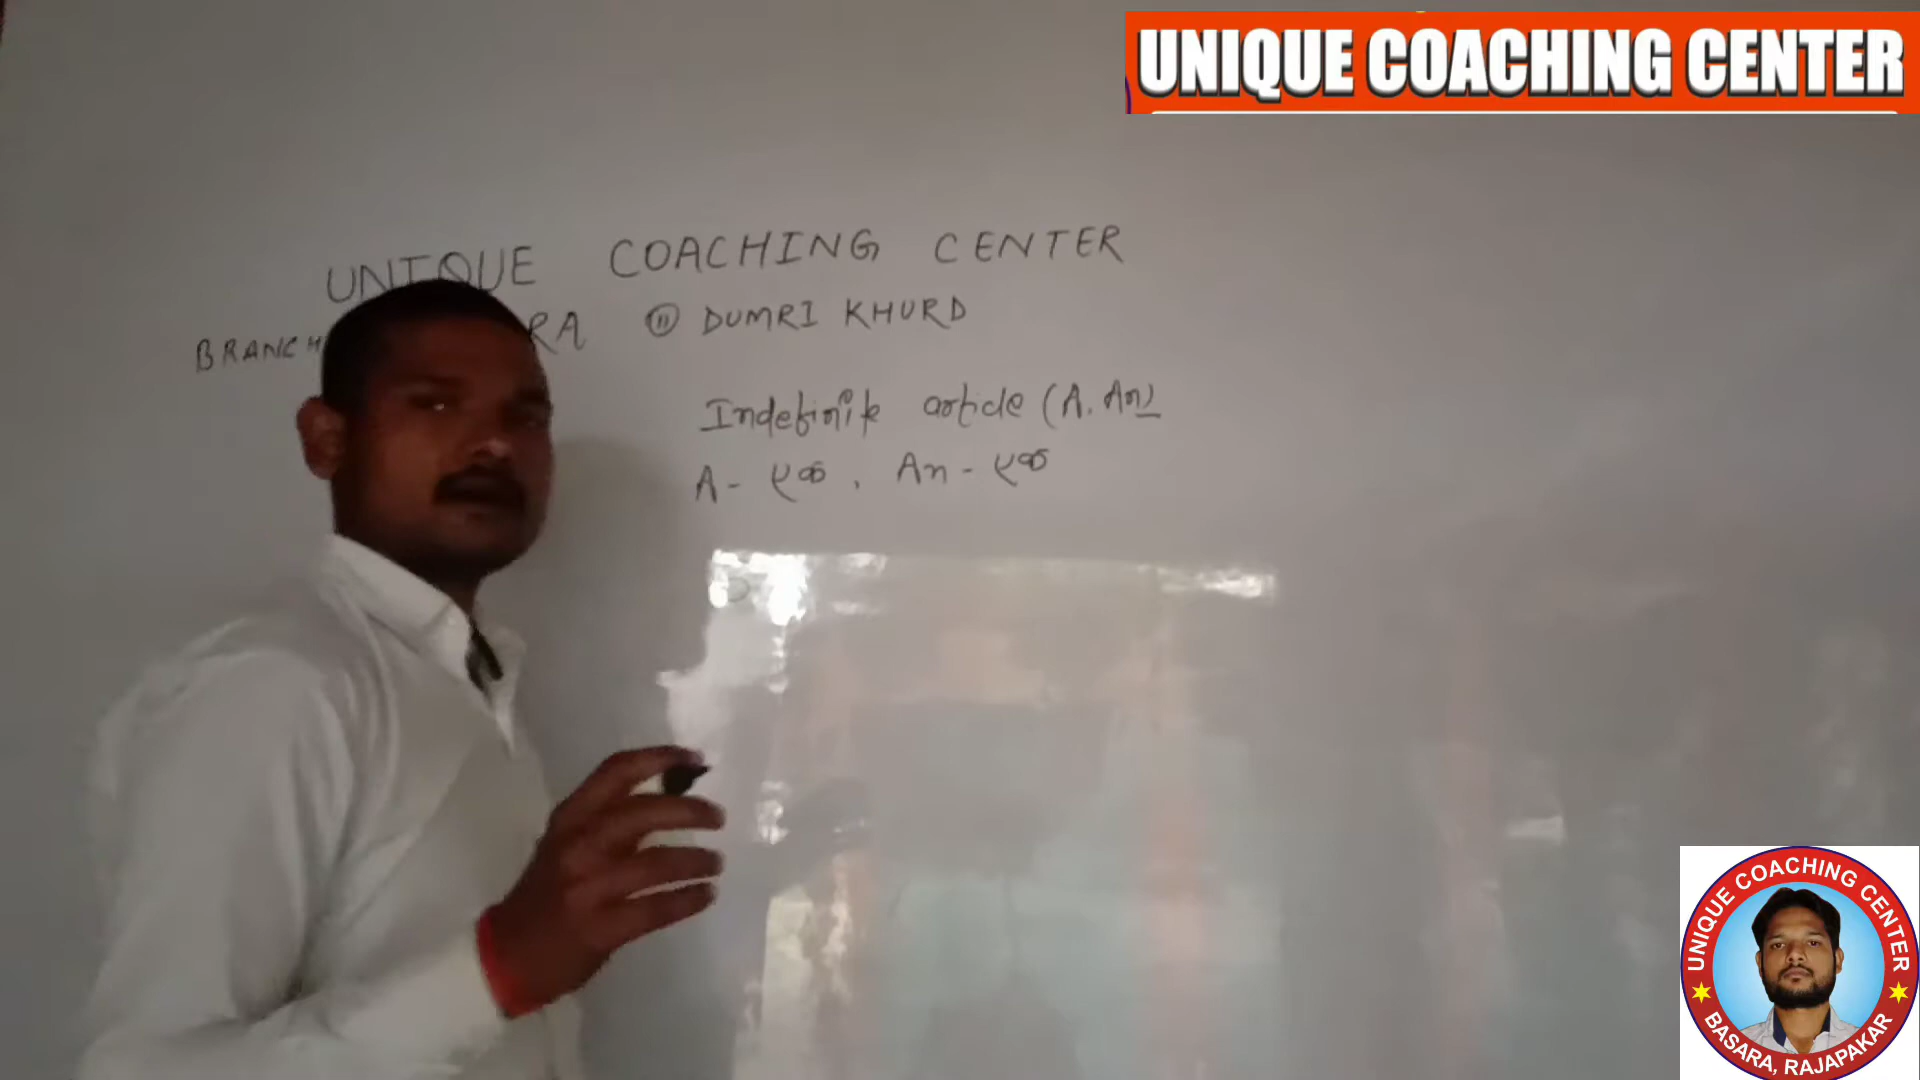 UNIQUE COACHING CENTER
UNIQUE COACHING CENTER
BRANCH RA (II) DUMRI KHURD
Indefinite article (A, An)
A - एक, An - एक
UNIQUE COACHING CENTER
BASARA, RAJAPAKAR